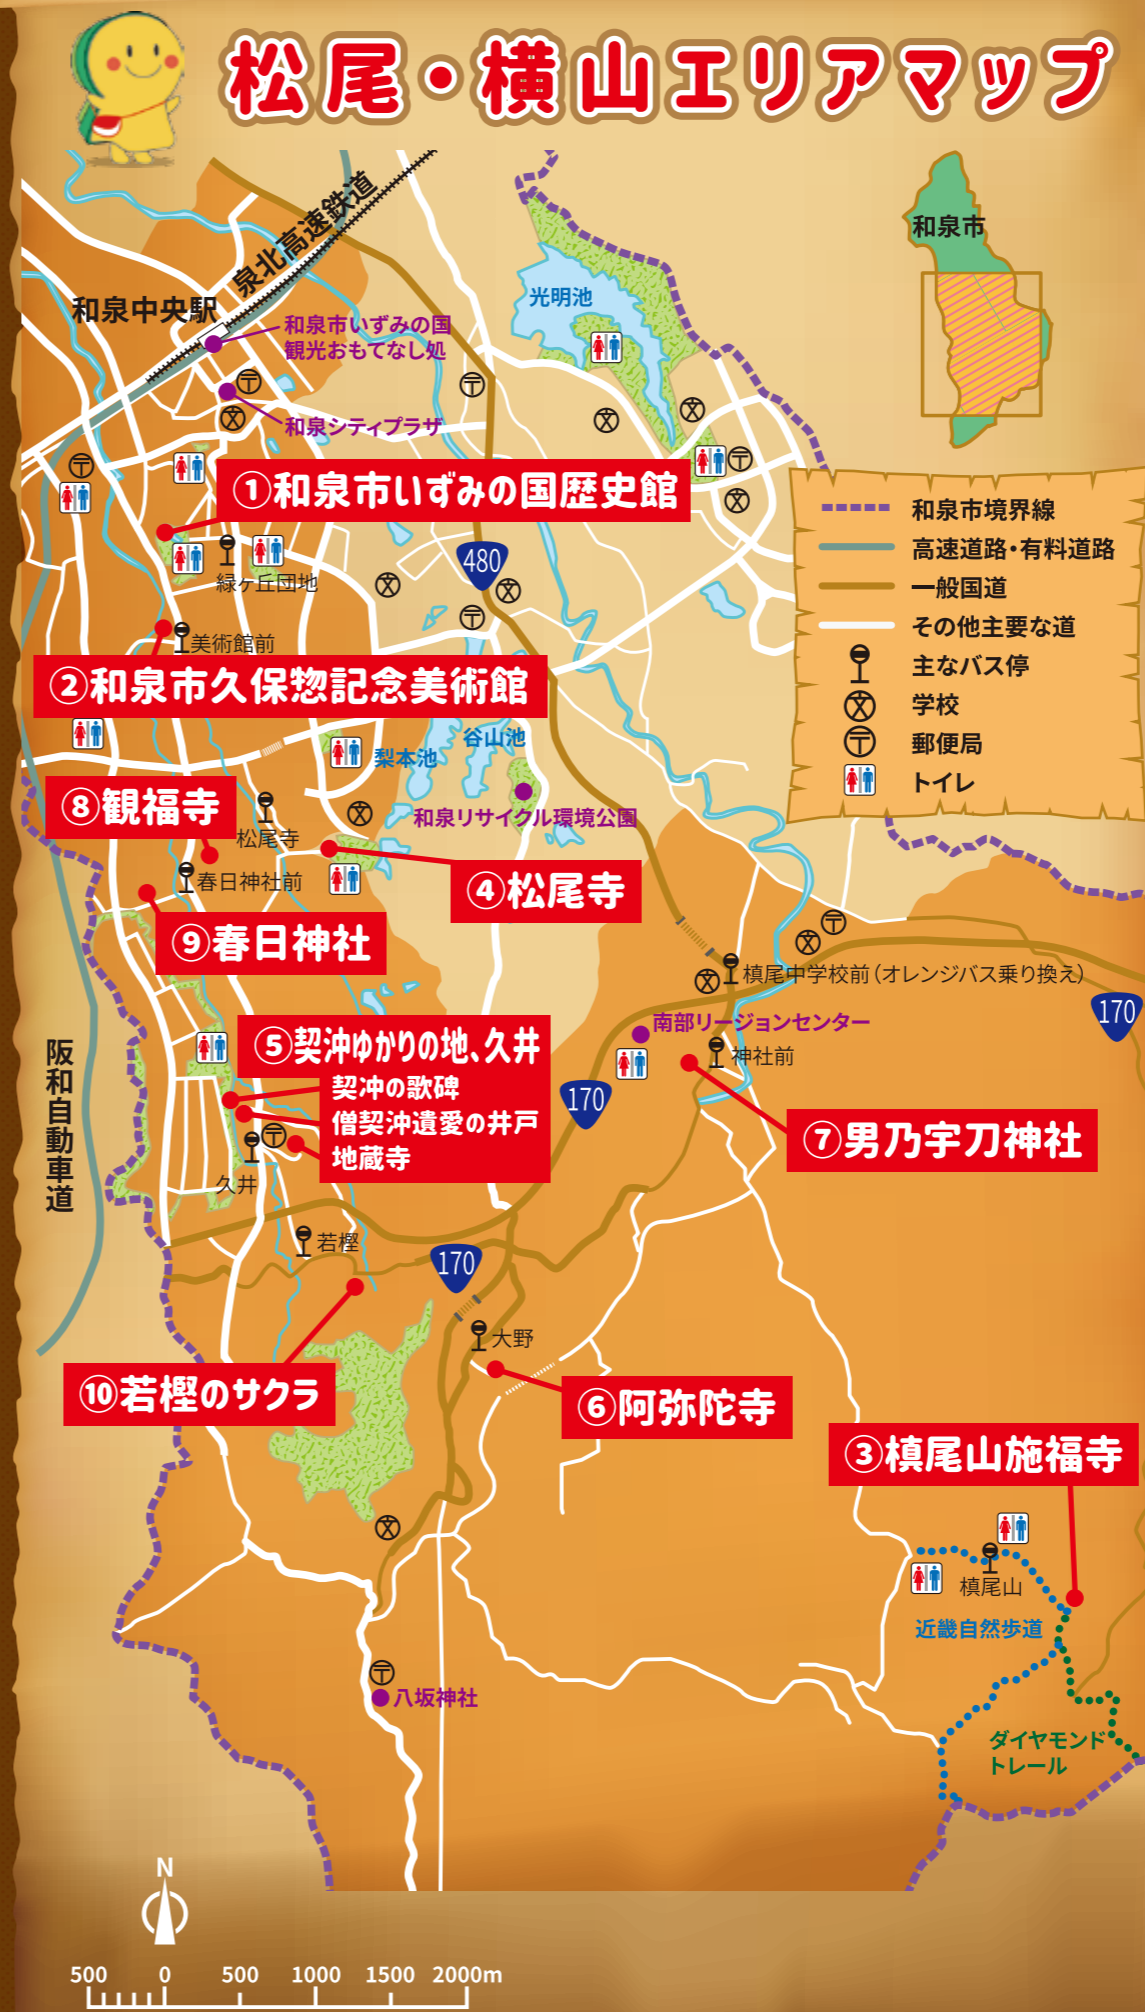 松尾・横山エリアマップ
泉北高速鉄道
和泉中央駅
和泉市いずみの国
観光おもてなし処
和泉シティプラザ
光明池
和泉市
①和泉市いずみの国歴史館
緑ヶ丘団地
480
美術館前
②和泉市久保惣記念美術館
和泉市境界線
高速道路・有料道路
一般国道
その他主要な道
主なバス停
学校
郵便局
トイレ
谷山池
梨本池
和泉リサイクル環境公園
⑧観福寺
松尾寺
春日神社前
④松尾寺
⑨春日神社
槙尾中学校前(オレンジバス乗り換え)
170
南部リージョンセンター
神社前
阪和自動車道
⑤契沖ゆかりの地、久井
契冲の歌碑
僧契沖遺愛の井戸
地蔵寺
久井
170
⑦男乃宇刀神社
若樫
170
大野
⑩若樫のサクラ
⑥阿弥陀寺
③槙尾山施福寺
槙尾山
近畿自然歩道
八坂神社
ダイヤモンド
トレール
N
500 0 500 1000 1500 2000m